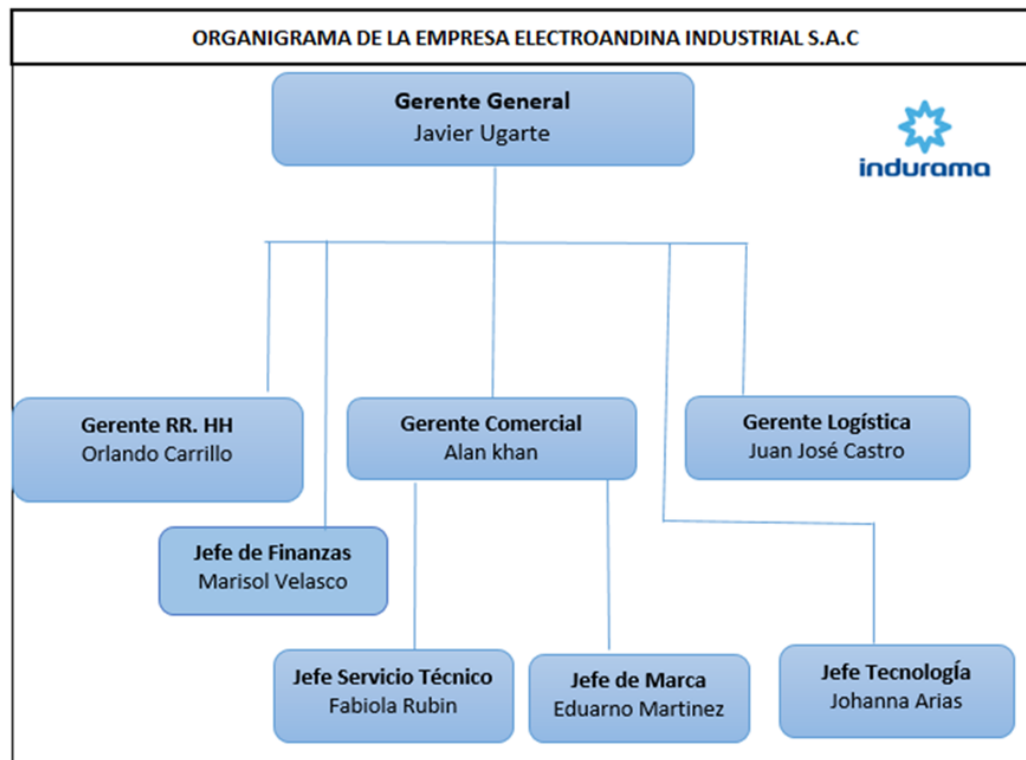 ORGANIGRAMA DE LA EMPRESA ELECTROANDINA INDUSTRIAL S.A.C
Gerente General
Javier Ugarte
indurama
Gerente RR. HH
Orlando Carrillo
Gerente Comercial
Alan khan
Gerente Logística
Juan José Castro
Jefe de Finanzas
Marisol Velasco
Jefe Servicio Técnico
Fabiola Rubin
Jefe de Marca
Eduarno Martinez
Jefe TecnologÍa
Johanna Arias